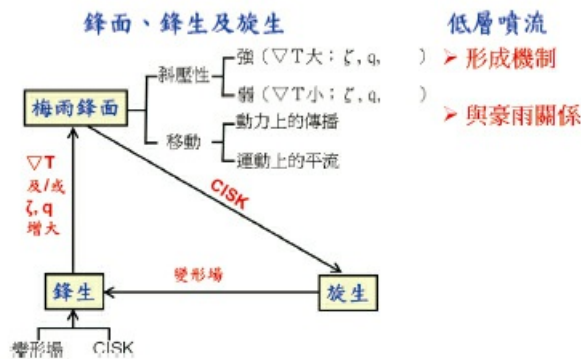 鋒面、鋒生及旋生
低層噴流
斜壓性
強（▽T大；ζ, q, ）
弱（▽T小；ζ, q, ）
➢ 形成機制
➢ 與豪雨關係
梅雨鋒面
移動
動力上的傳播
運動上的平流
▽T
及/或
ζ, q
增大
CISK
變形場
鋒生
旋生
變形場
CISK